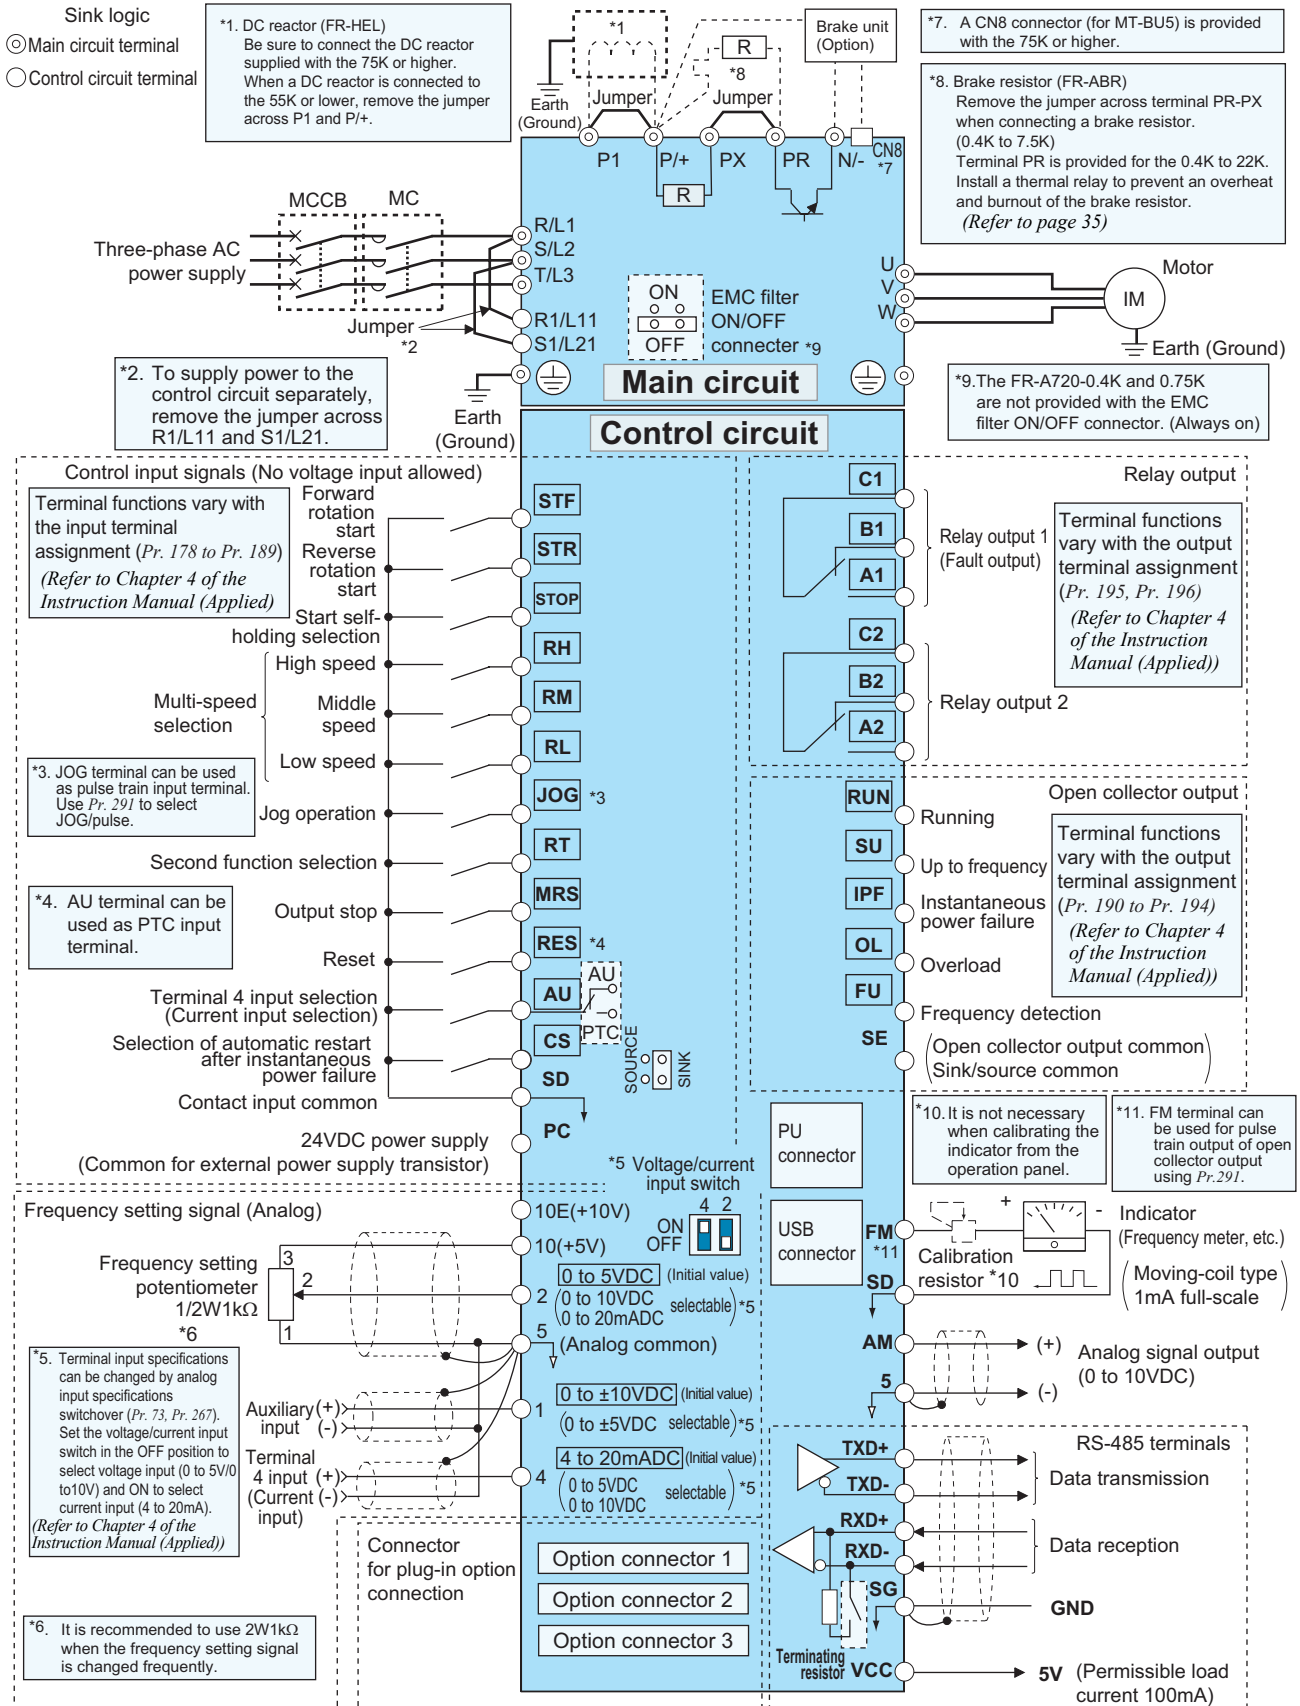 Sink logic
Main circuit terminal
Control circuit terminal
*1. DC reactor (FR-HEL)
Be sure to connect the DC reactor
supplied with the 75K or higher.
When a DC reactor is connected to
the 55K or lower, remove the jumper
across P1 and P/+.
*1
Earth
(Ground)
Jumper
R
*8
Jumper
Brake unit
(Option)
*7. A CN8 connector (for MT-BU5) is provided
with the 75K or higher.
*8. Brake resistor (FR-ABR)
Remove the jumper across terminal PR-PX
when connecting a brake resistor.
(0.4K to 7.5K)
Terminal PR is provided for the 0.4K to 22K.
Install a thermal relay to prevent an overheat
and burnout of the brake resistor.
(Refer to page 35)
P1 P/+ PX PR N/- CN8
*7
R
MCCB MC
Three-phase AC
power supply
R/L1
S/L2
T/L3
R1/L11
S1/L21
Jumper
*2
ON
OFF
EMC filter
ON/OFF
connecter *9
U
V
W
Motor
IM
Earth (Ground)
*2. To supply power to the
control circuit separately,
remove the jumper across
R1/L11 and S1/L21.
Earth
(Ground)
Main circuit
*9.The FR-A720-0.4K and 0.75K
are not provided with the EMC
filter ON/OFF connector. (Always on)
Control circuit
Control input signals (No voltage input allowed)
Terminal functions vary with
the input terminal
assignment (Pr. 178 to Pr. 189)
(Refer to Chapter 4 of the
Instruction Manual (Applied)
Forward
rotation
start
STF
Reverse
rotation
start
STR
Start self-
holding selection
STOP
Multi-speed
selection
High speed
RH
Middle
speed
RM
Low speed
RL
*3. JOG terminal can be used
as pulse train input terminal.
Use Pr. 291 to select
JOG/pulse.
Jog operation
JOG *3
Second function selection
RT
*4. AU terminal can be
used as PTC input
terminal.
Output stop
MRS
Reset
RES *4
Terminal 4 input selection
(Current input selection)
AU
AU
PTC
Selection of automatic restart
after instantaneous
power failure
CS
SOURCE
SINK
Contact input common
SD
24VDC power supply
(Common for external power supply transistor)
PC
Relay output
C1
B1
A1
Relay output 1
(Fault output)
Terminal functions
vary with the output
terminal assignment
(Pr. 195, Pr. 196)
(Refer to Chapter 4
of the Instruction
Manual (Applied))
C2
B2
A2
Relay output 2
Open collector output
RUN
Running
SU
Up to frequency
IPF
Instantaneous
power failure
OL
Overload
FU
Frequency detection
SE
(Open collector output common
Sink/source common)
Terminal functions
vary with the output
terminal assignment
(Pr. 190 to Pr. 194)
(Refer to Chapter 4
of the Instruction
Manual (Applied))
PU
connector
USB
connector
*10. It is not necessary
when calibrating the
indicator from the
operation panel.
*11. FM terminal can
be used for pulse
train output of open
collector output
using Pr.291.
*5 Voltage/current
input switch
4 2
ON
OFF
Frequency setting signal (Analog)
10E(+10V)
10(+5V)
Frequency setting
potentiometer
1/2W1kΩ
*6
3
2
1
2
0 to 5VDC (Initial value)
(0 to 10VDC
0 to 20mADC selectable) *5
5
(Analog common)
*5. Terminal input specifications
can be changed by analog
input specifications
switchover (Pr. 73, Pr. 267).
Set the voltage/current input
switch in the OFF position to
select voltage input (0 to 5V/0
to10V) and ON to select
current input (4 to 20mA).
(Refer to Chapter 4 of the
Instruction Manual (Applied))
Auxiliary (+)
input (-)
1
0 to ±10VDC (Initial value)
(0 to ±5VDC selectable) *5
Terminal
4 input (+)
(Current (-)
input)
4
4 to 20mADC (Initial value)
(0 to 5VDC
0 to 10VDC selectable) *5
FM
*11
+ -
Calibration
resistor *10
Indicator
(Frequency meter, etc.)
SD
(Moving-coil type
1mA full-scale)
AM
(+)
5
(-)
Analog signal output
(0 to 10VDC)
RS-485 terminals
TXD+
TXD-
Data transmission
RXD+
RXD-
Data reception
SG
GND
Terminating
resistor
VCC
5V (Permissible load
current 100mA)
Connector
for plug-in option
connection
Option connector 1
Option connector 2
Option connector 3
*6. It is recommended to use 2W1kΩ
when the frequency setting signal
is changed frequently.